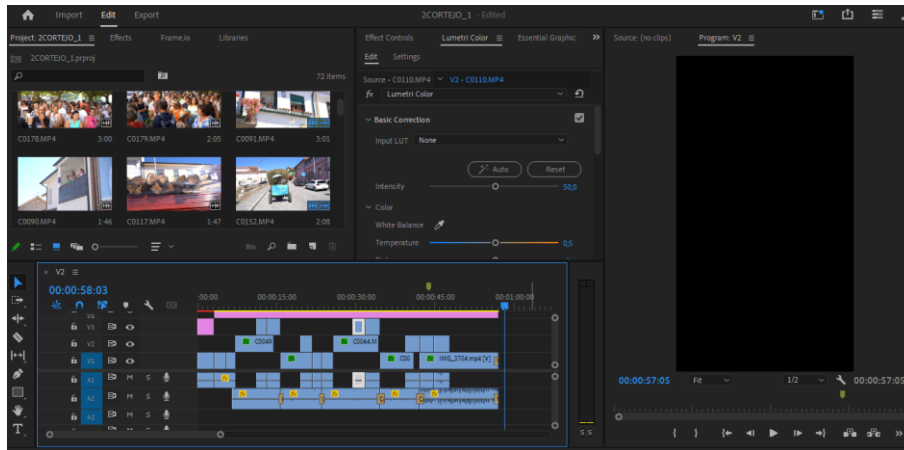 Import Edit Export 2CORTEJO_1 - Edited
Project: 2CORTEJO_1 Effects Frame.io Libraries
2CORTEJO_1.prproj
72 items
C0178.MP4 3:00 C0179.MP4 2:05 C0091.MP4 3:01
C0090.MP4 1:46 C0117.MP4 1:47 C0152.MP4 2:08
Effect Controls Lumetri Color Essential Graphic
Edit Settings
Source - C0110.MP4 V2 - C0110.MP4
fx Lumetri Color
Basic Correction
Input LUT None
Auto Reset
Intensity 50,0
Color
White Balance
Temperature 0,5
Source: (no clips) Program: V2
00:00:57:05 Fit 1/2 00:00:57:05
V2
00:00:58:03
:00:00 00:00:15:00 00:00:30:00 00:00:45:00 00:01:00:00
V3
V2 C0049 C0064.M
V1 C00 IMG_3704.mp4 [V]
A1 M S
A2 M S
A3 M S
S S